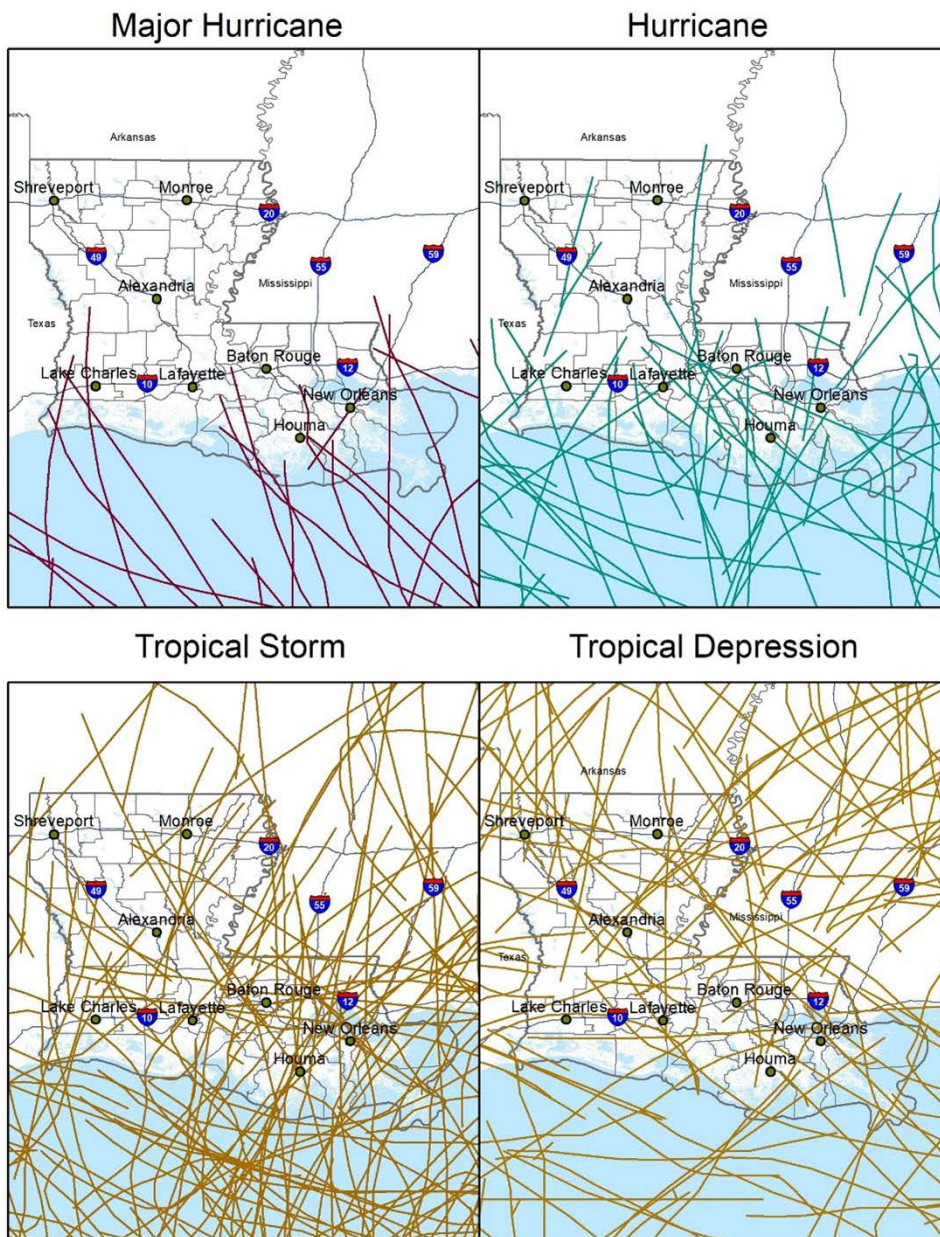 Major Hurricane
Hurricane
Arkansas
Shreveport
Monroe
20
49
55
59
Mississippi
Alexandria
Texas
Baton Rouge
12
Lake Charles
10
Lafayette
New Orleans
Houma
Arkansas
Shreveport
Monroe
20
49
55
59
Mississippi
Alexandria
Texas
Baton Rouge
12
Lake Charles
10
Lafayette
New Orleans
Houma
Tropical Storm
Tropical Depression
Shreveport
Monroe
20
49
55
59
Alexandria
Baton Rouge
12
Lake Charles
10
Lafayette
New Orleans
Houma
Arkansas
Shreveport
Monroe
20
49
55
59
Mississippi
Alexandria
Texas
Baton Rouge
12
Lake Charles
10
Lafayette
New Orleans
Houma